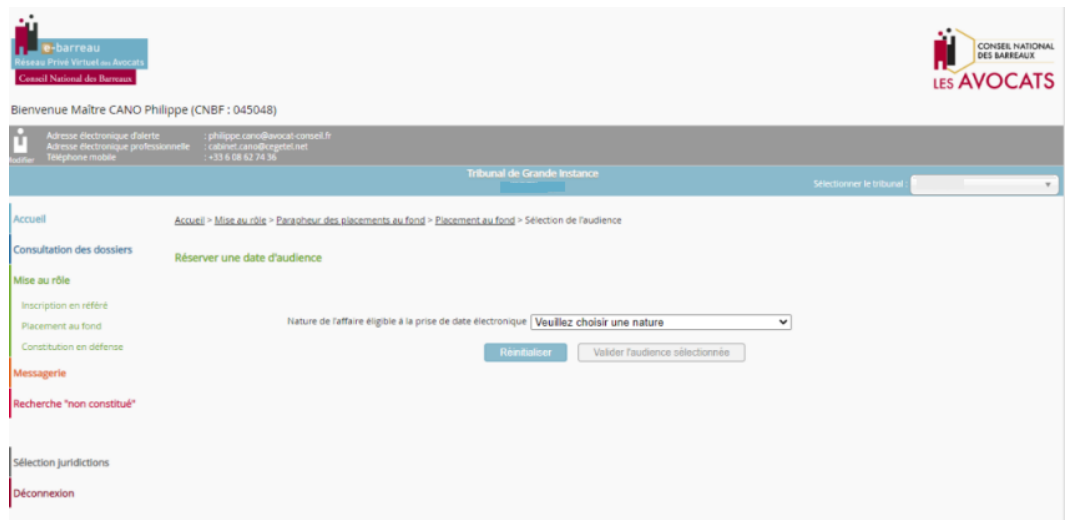 e-barreau
Réseau Privé Virtuel des Avocats
Conseil National des Barreaux
CONSEIL NATIONAL
DES BARREAUX
LES AVOCATS
Bienvenue Maître CANO Philippe (CNBF : 045048)
Modifier
Adresse électronique d'alerte : philippe.cano@avocat-conseil.fr
Adresse électronique professionnelle : cabinet.cano@cegetel.net
Téléphone mobile : +33 6 08 62 74 36
Tribunal de Grande Instance
Sélectionner le tribunal :
Accueil
Accueil > Mise au rôle > Parapheur des placements au fond > Placement au fond > Sélection de l'audience
Consultation des dossiers
Réserver une date d'audience
Mise au rôle
Inscription en référé
Placement au fond
Constitution en défense
Nature de l'affaire éligible à la prise de date électronique Veuillez choisir une nature
Réinitialiser Valider l'audience sélectionnée
Messagerie
Recherche "non constitué"
Sélection juridictions
Déconnexion